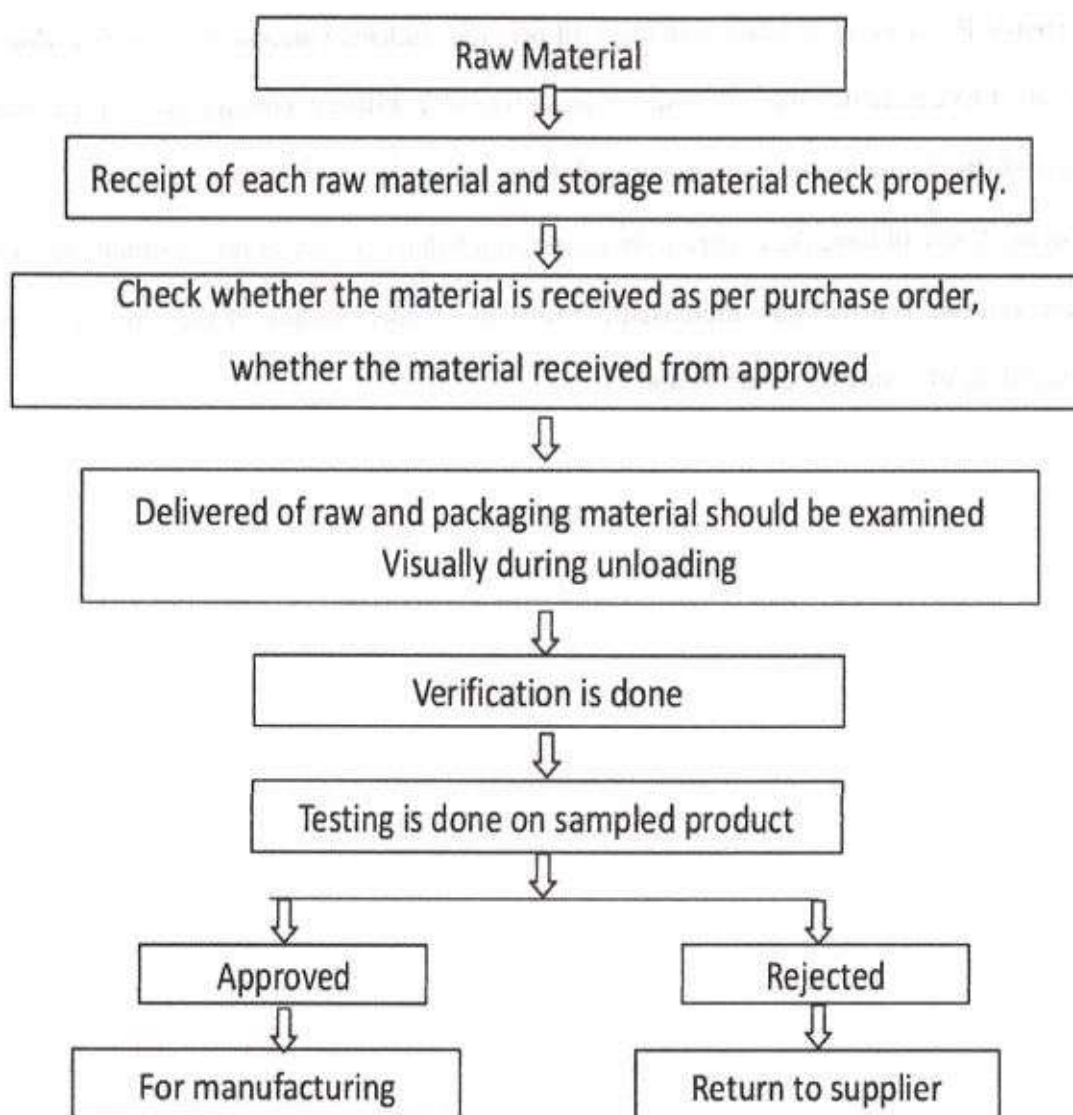 Raw Material
Receipt of each raw material and storage material check properly.
Check whether the material is received as per purchase order,
whether the material received from approved
Delivered of raw and packaging material should be examined
Visually during unloading
Verification is done
Testing is done on sampled product
Approved
Rejected
For manufacturing
Return to supplier